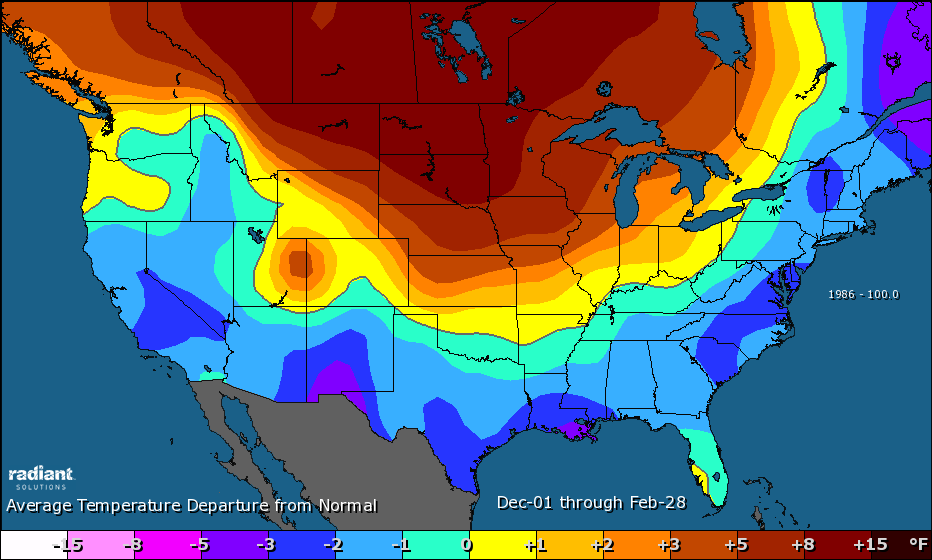 1986 - 100.0
radiant
SOLUTIONS
Average Temperature Departure from Normal
Dec-01 through Feb-28
-15 -8 -5 -3 -2 -1 0 +1 +2 +3 +5 +8 +15 °F